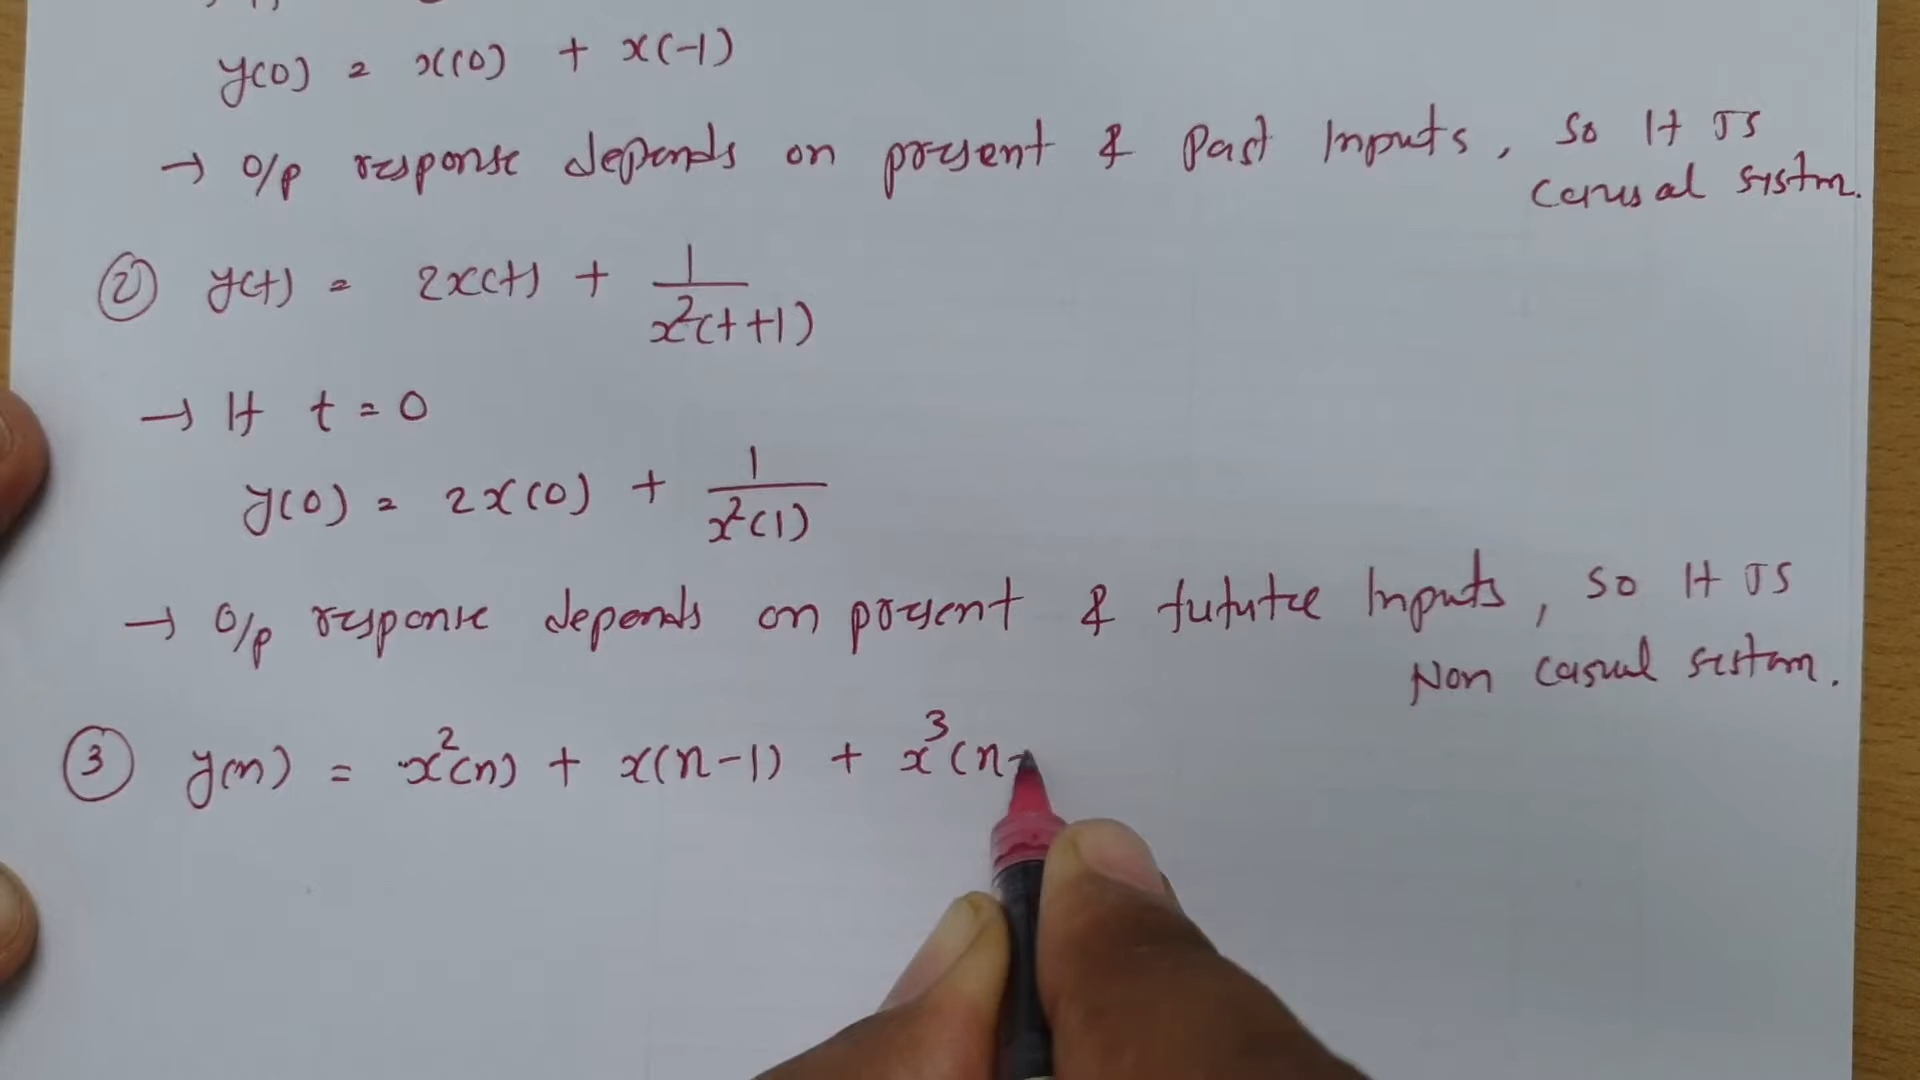 y(0) = x(0) + x(-1)
→ O/p response depends on present & Past Inputs, so It IS
Causal system.
② y(t) = 2x(t) + 1/x²(t+1)
→ If t = 0
y(0) = 2x(0) + 1/x²(1)
→ O/p response depends on present & future Inputs, so It IS
Non casual system.
③ y(n) = x²(n) + x(n-1) + x³(n-